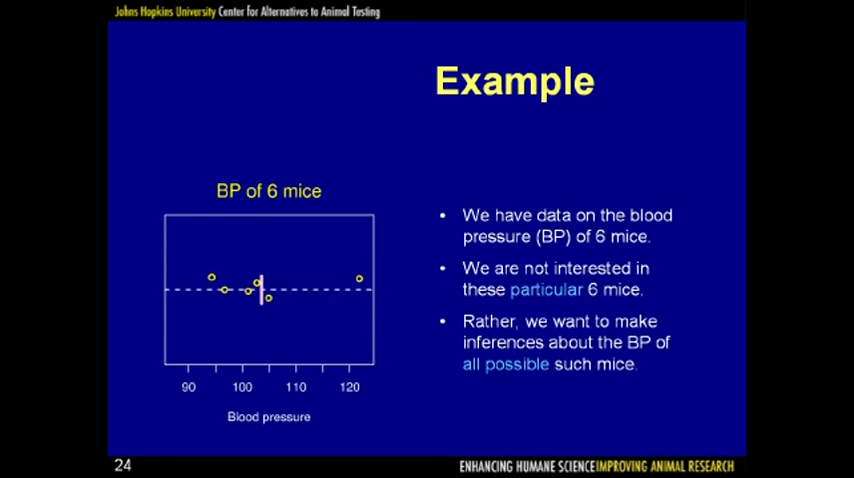 Johns Hopkins University Center for Alternatives to Animal Testing
Example
BP of 6 mice
90 100 110 120
Blood pressure
• We have data on the blood
pressure (BP) of 6 mice.
• We are not interested in
these particular 6 mice.
• Rather, we want to make
inferences about the BP of
all possible such mice.
24
ENHANCING HUMANE SCIENCE IMPROVING ANIMAL RESEARCH